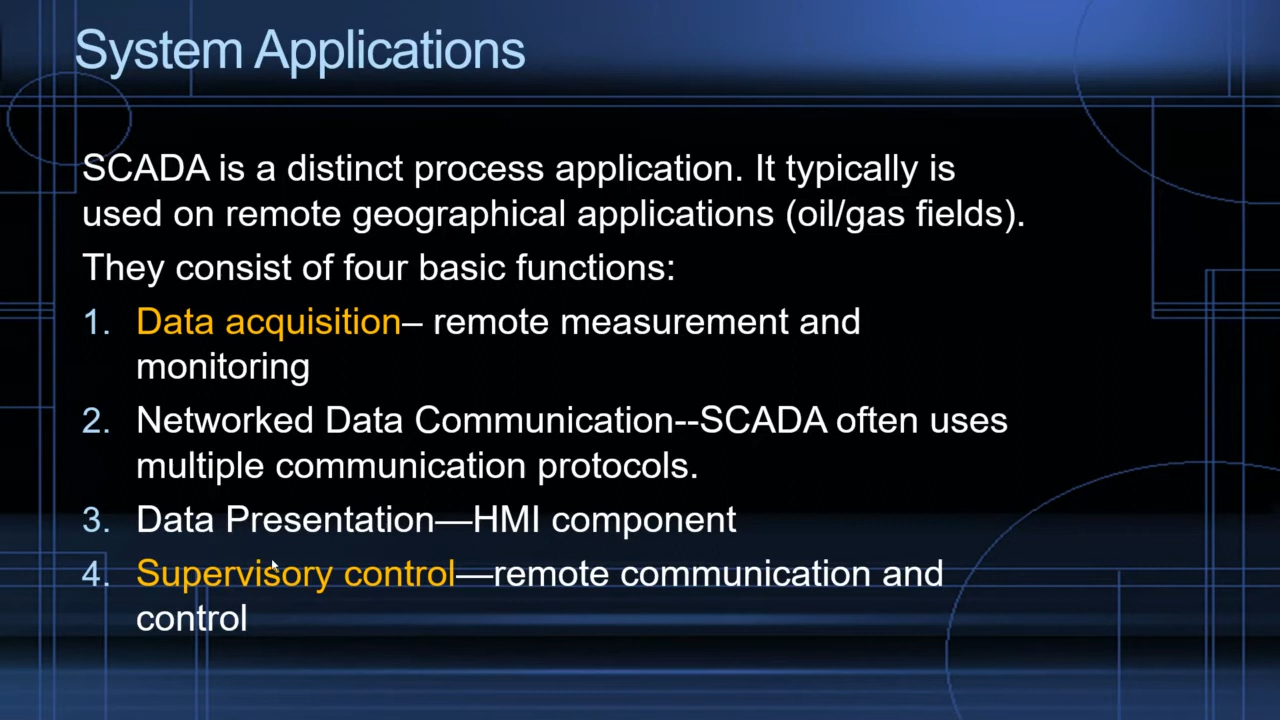 System Applications
SCADA is a distinct process application. It typically is
used on remote geographical applications (oil/gas fields).
They consist of four basic functions:
1. Data acquisition– remote measurement and
monitoring
2. Networked Data Communication--SCADA often uses
multiple communication protocols.
3. Data Presentation—HMI component
4. Supervisory control—remote communication and
control